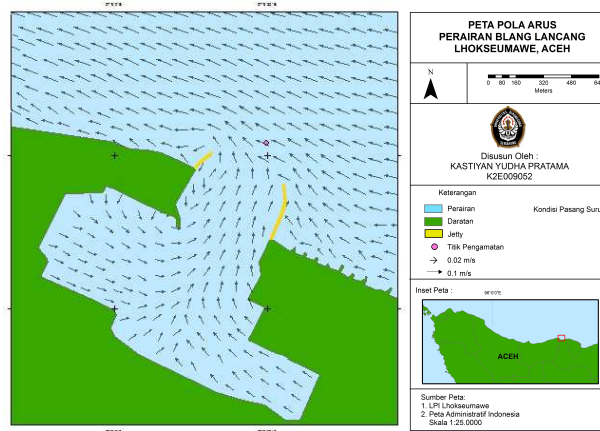 PETA POLA ARUS
PERAIRAN BLANG LANCANG
LHOKSEUMAWE, ACEH
N
0 80 160 320 480 64
Meters
Disusun Oleh :
KASTIYAN YUDHA PRATAMA
K2E009052
Keterangan
Perairan
Kondisi Pasang Suru
Daratan
Jetty
Titik Pengamatan
0.02 m/s
0.1 m/s
Inset Peta :
ACEH
Sumber Peta:
1. LPI Lhokseumawe
2. Peta Administratif Indonesia
Skala 1:25.0000